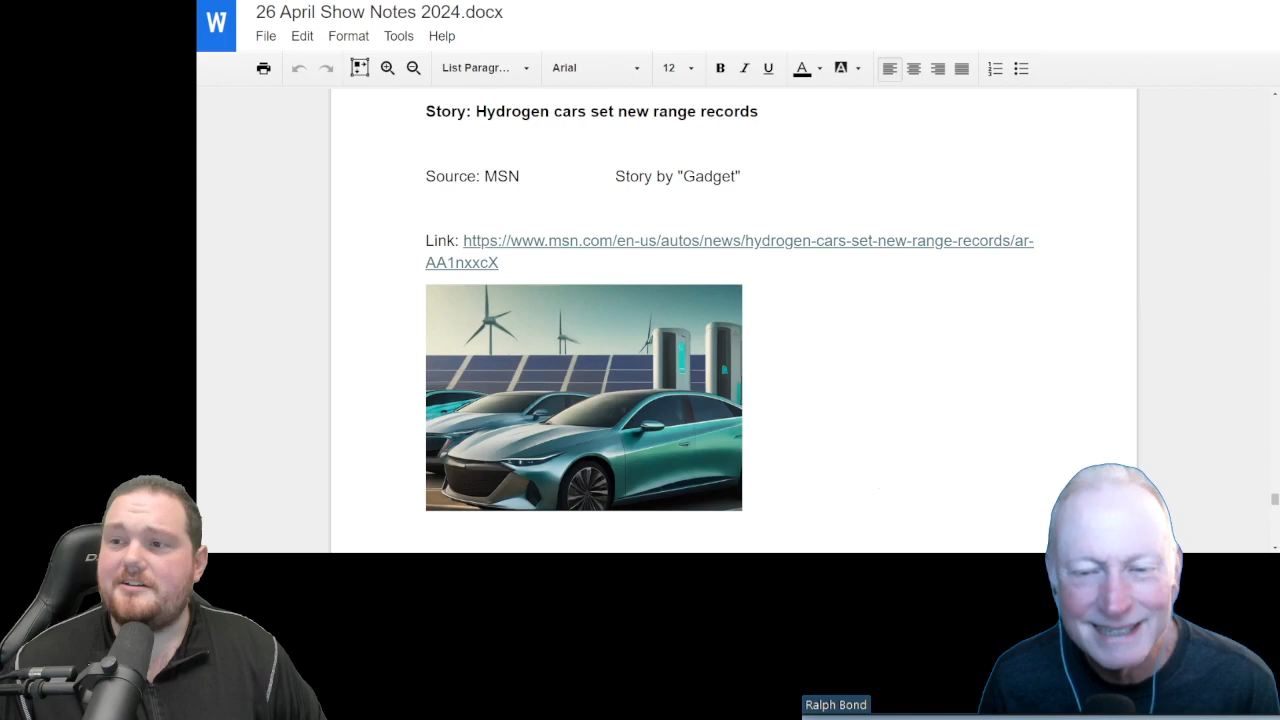 W
26 April Show Notes 2024.docx
File Edit Format Tools Help
List Paragr... Arial 12 B I U A A
Story: Hydrogen cars set new range records
Source: MSN Story by "Gadget"
Link: https://www.msn.com/en-us/autos/news/hydrogen-cars-set-new-range-records/ar-
AA1nxxcX
D
Ralph Bond